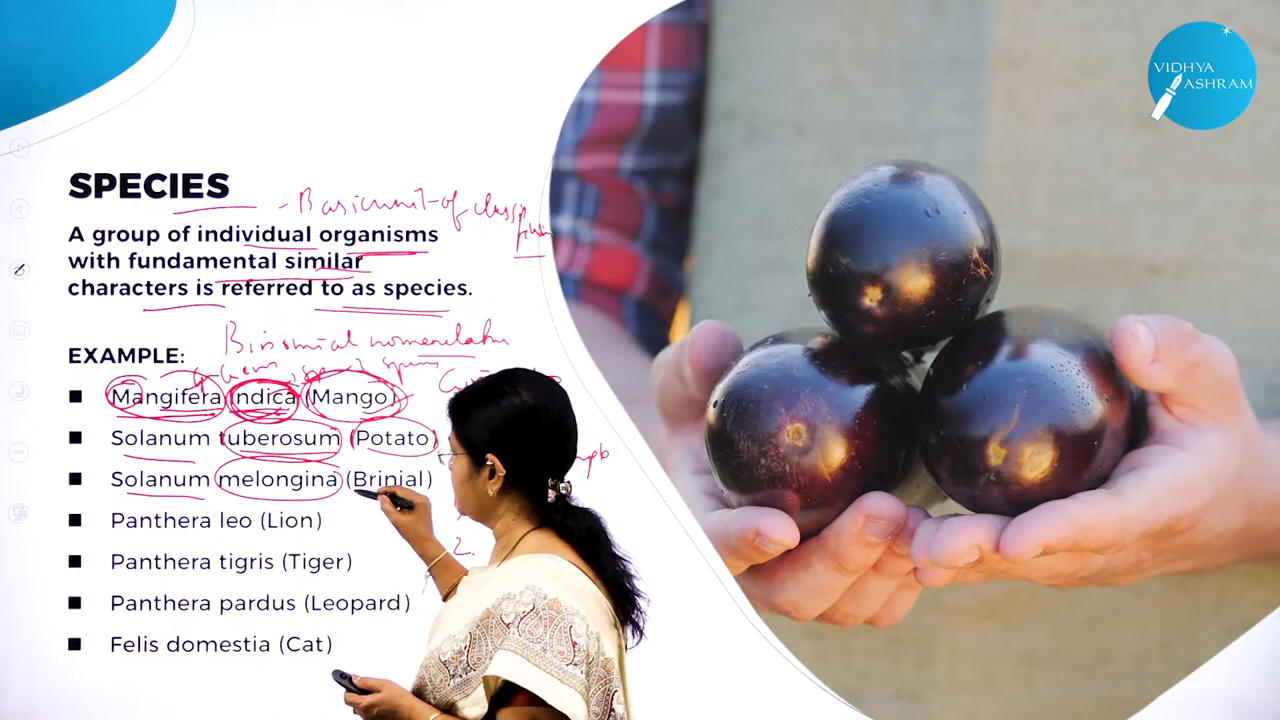 VIDHYA
ASHRAM
SPECIES
- Basic unit of classi
A group of individual organisms
with fundamental similar
characters is referred to as species.
Binomial nomenclature
EXAMPLE:
Mangifera indica (Mango)
Solanum tuberosum (Potato)
Solanum melongina (Brinjal)
2.
Panthera leo (Lion)
Panthera tigris (Tiger)
Panthera pardus (Leopard)
Felis domestia (Cat)